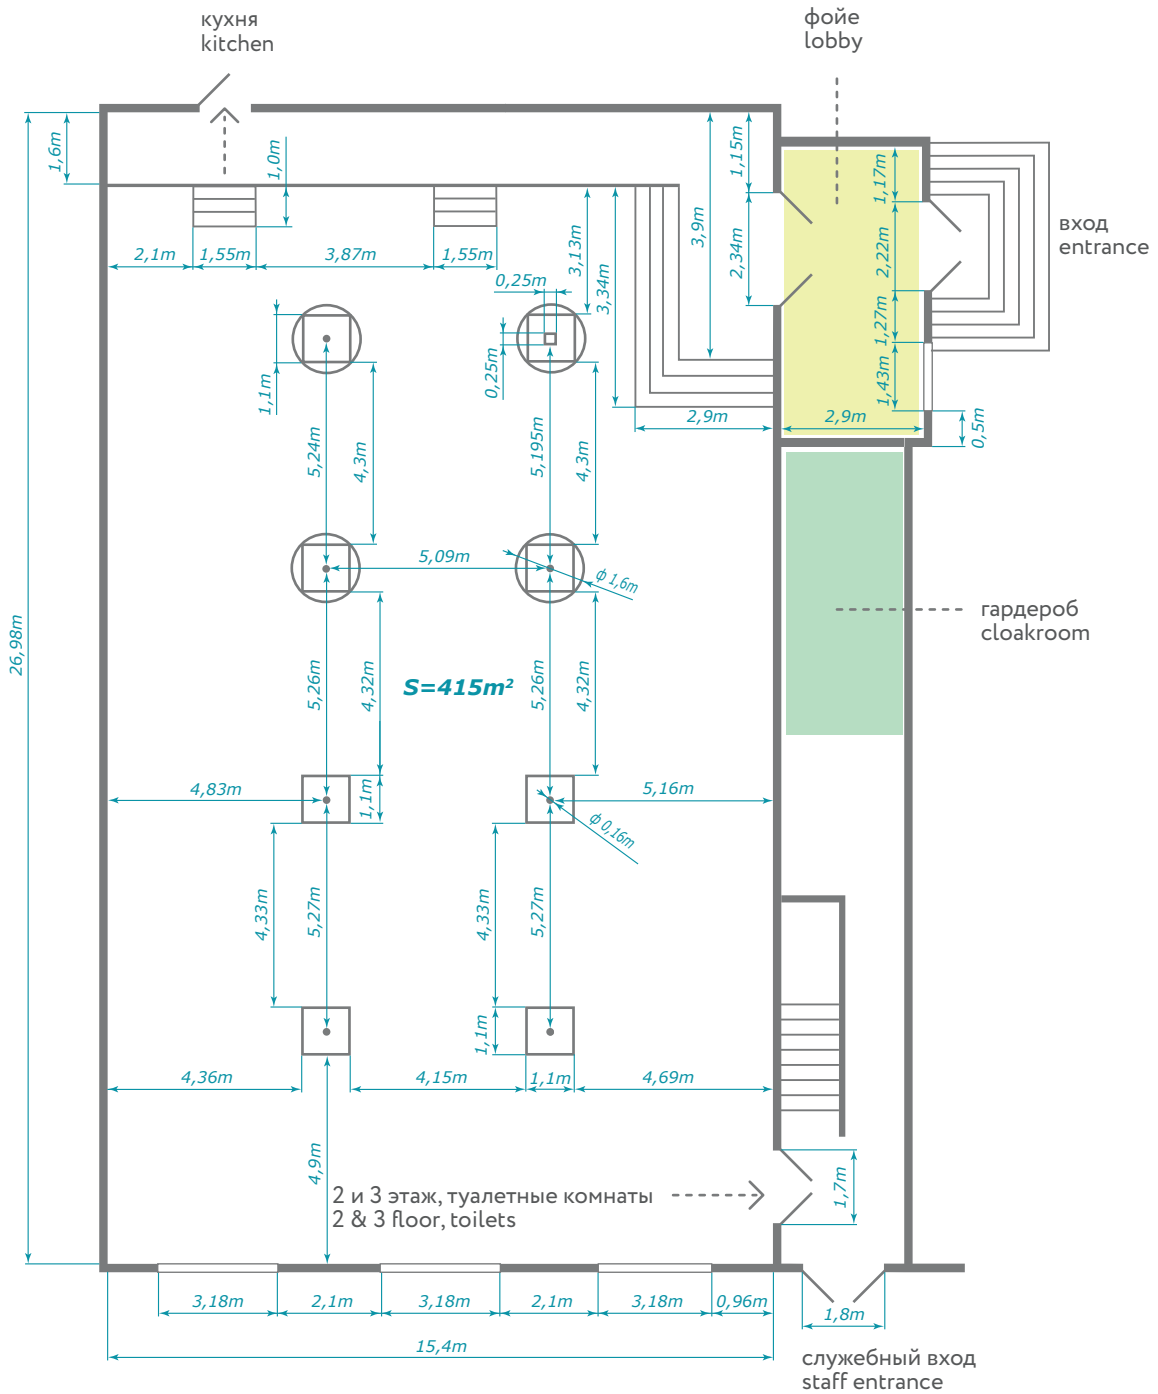 кухня
kitchen
фойе
lobby
1,6m
1,0m
1,15m
1,17m
3,9m
2,34m
2,22m
вход
entrance
2,1m
1,55m
3,87m
1,55m
3,13m
3,34m
0,25m
0,25m
1,27m
1,43m
1,1m
2,9m
2,9m
0,5m
5,24m
4,3m
5,195m
4,3m
5,09m
ф 1,6m
гардероб
cloakroom
26,98m
5,26m
4,32m
S=415m²
5,26m
4,32m
4,83m
1,1m
5,16m
ф 0,16m
4,33m
5,27m
4,33m
5,27m
1,1m
4,36m
4,15m
1,1m
4,69m
4,9m
2 и 3 этаж, туалетные комнаты
2 & 3 floor, toilets
1,7m
3,18m
2,1m
3,18m
2,1m
3,18m
0,96m
1,8m
15,4m
служебный вход
staff entrance